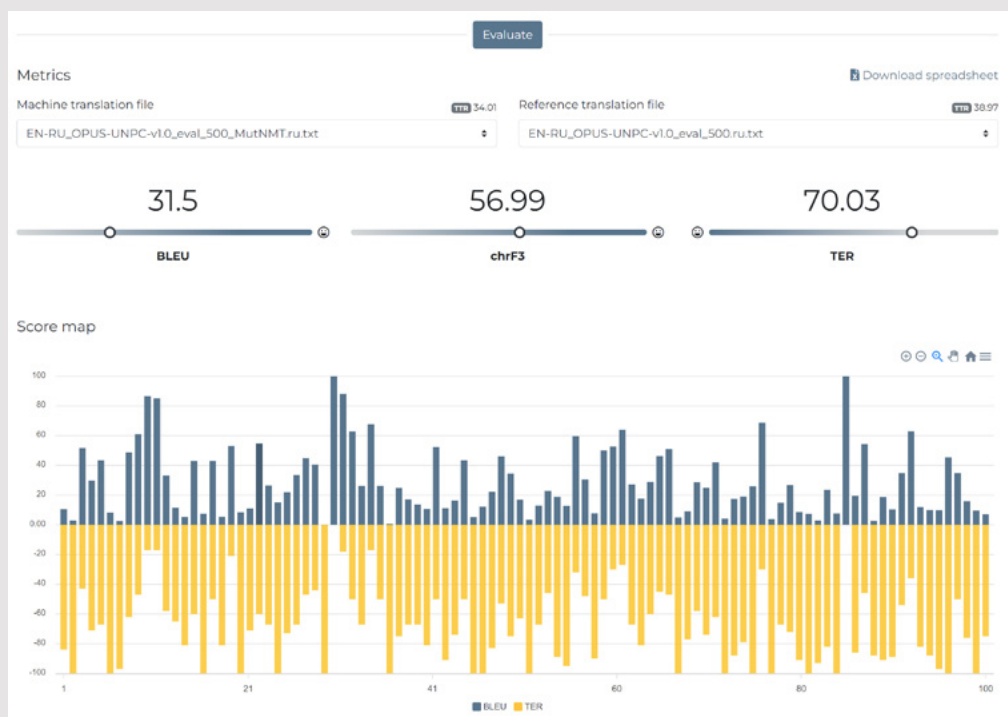 Evaluate
Metrics
Download spreadsheet
Machine translation file
TTR 34.01
Reference translation file
TTR 38.97
EN-RU_OPUS-UNPC-v1.0_eval_500_MutNMT.ru.txt
EN-RU_OPUS-UNPC-v1.0_eval_500.ru.txt
31.5
56.99
70.03
BLEU
chrF3
TER
Score map
100
80
60
40
20
0.00
-20
-40
-60
-80
-100
1
21
41
60
80
100
BLEU
TER